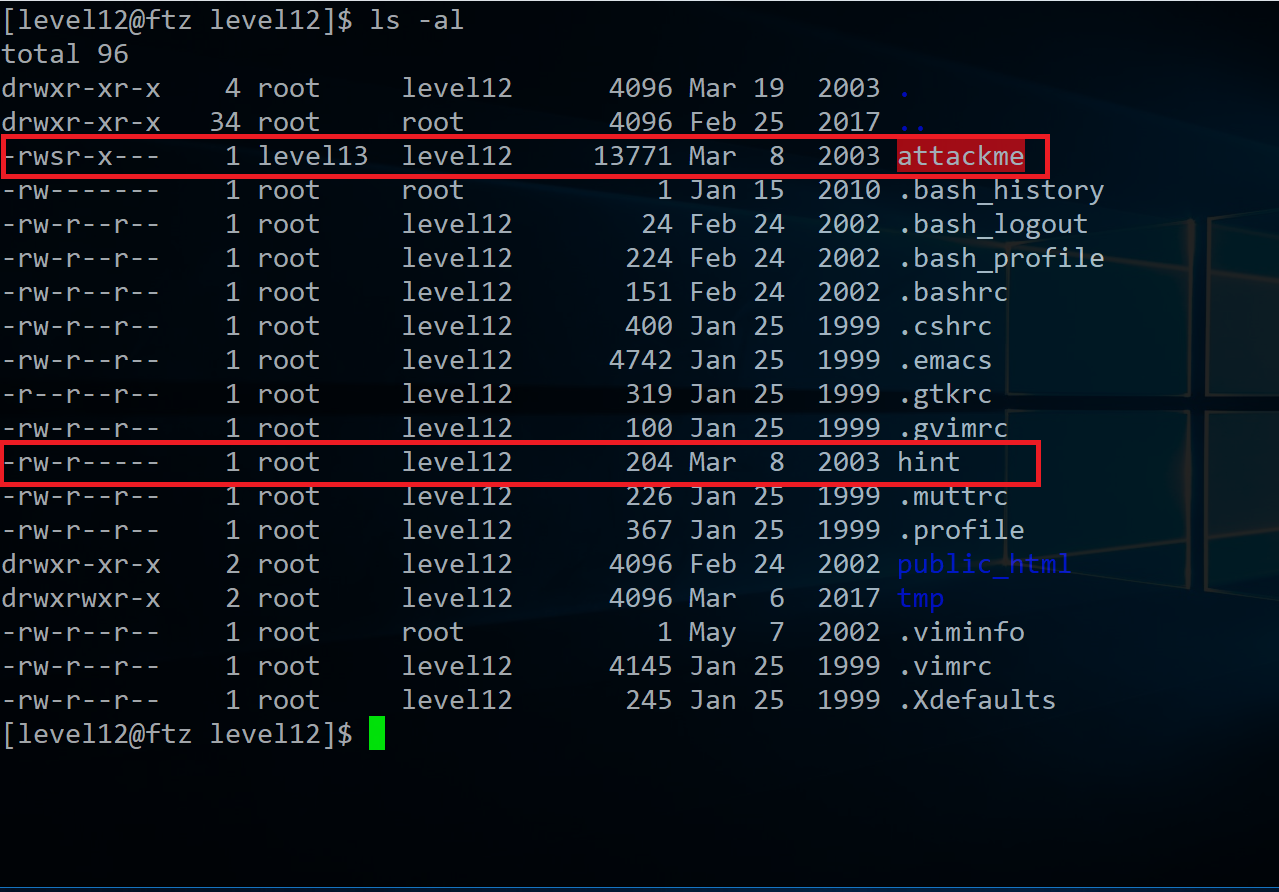 [level12@ftz level12]$ ls -al
total 96
drwxr-xr-x    4 root     level12      4096 Mar 19  2003 .
drwxr-xr-x   34 root     root         4096 Feb 25  2017 ..
-rwsr-x---    1 level13  level12     13771 Mar  8  2003 attackme
-rw-------    1 root     root            1 Jan 15  2010 .bash_history
-rw-r--r--    1 root     level12        24 Feb 24  2002 .bash_logout
-rw-r--r--    1 root     level12       224 Feb 24  2002 .bash_profile
-rw-r--r--    1 root     level12       151 Feb 24  2002 .bashrc
-rw-r--r--    1 root     level12       400 Jan 25  1999 .cshrc
-rw-r--r--    1 root     level12      4742 Jan 25  1999 .emacs
-r--r--r--    1 root     level12       319 Jan 25  1999 .gtkrc
-rw-r--r--    1 root     level12       100 Jan 25  1999 .gvimrc
-rw-r-----    1 root     level12       204 Mar  8  2003 hint
-rw-r--r--    1 root     level12       226 Jan 25  1999 .muttrc
-rw-r--r--    1 root     level12       367 Jan 25  1999 .profile
drwxr-xr-x    2 root     level12      4096 Feb 24  2002 public_html
drwxrwxr-x    2 root     level12      4096 Mar  6  2017 tmp
-rw-r--r--    1 root     root            1 May  7  2002 .viminfo
-rw-r--r--    1 root     level12      4145 Jan 25  1999 .vimrc
-rw-r--r--    1 root     level12       245 Jan 25  1999 .Xdefaults
[level12@ftz level12]$